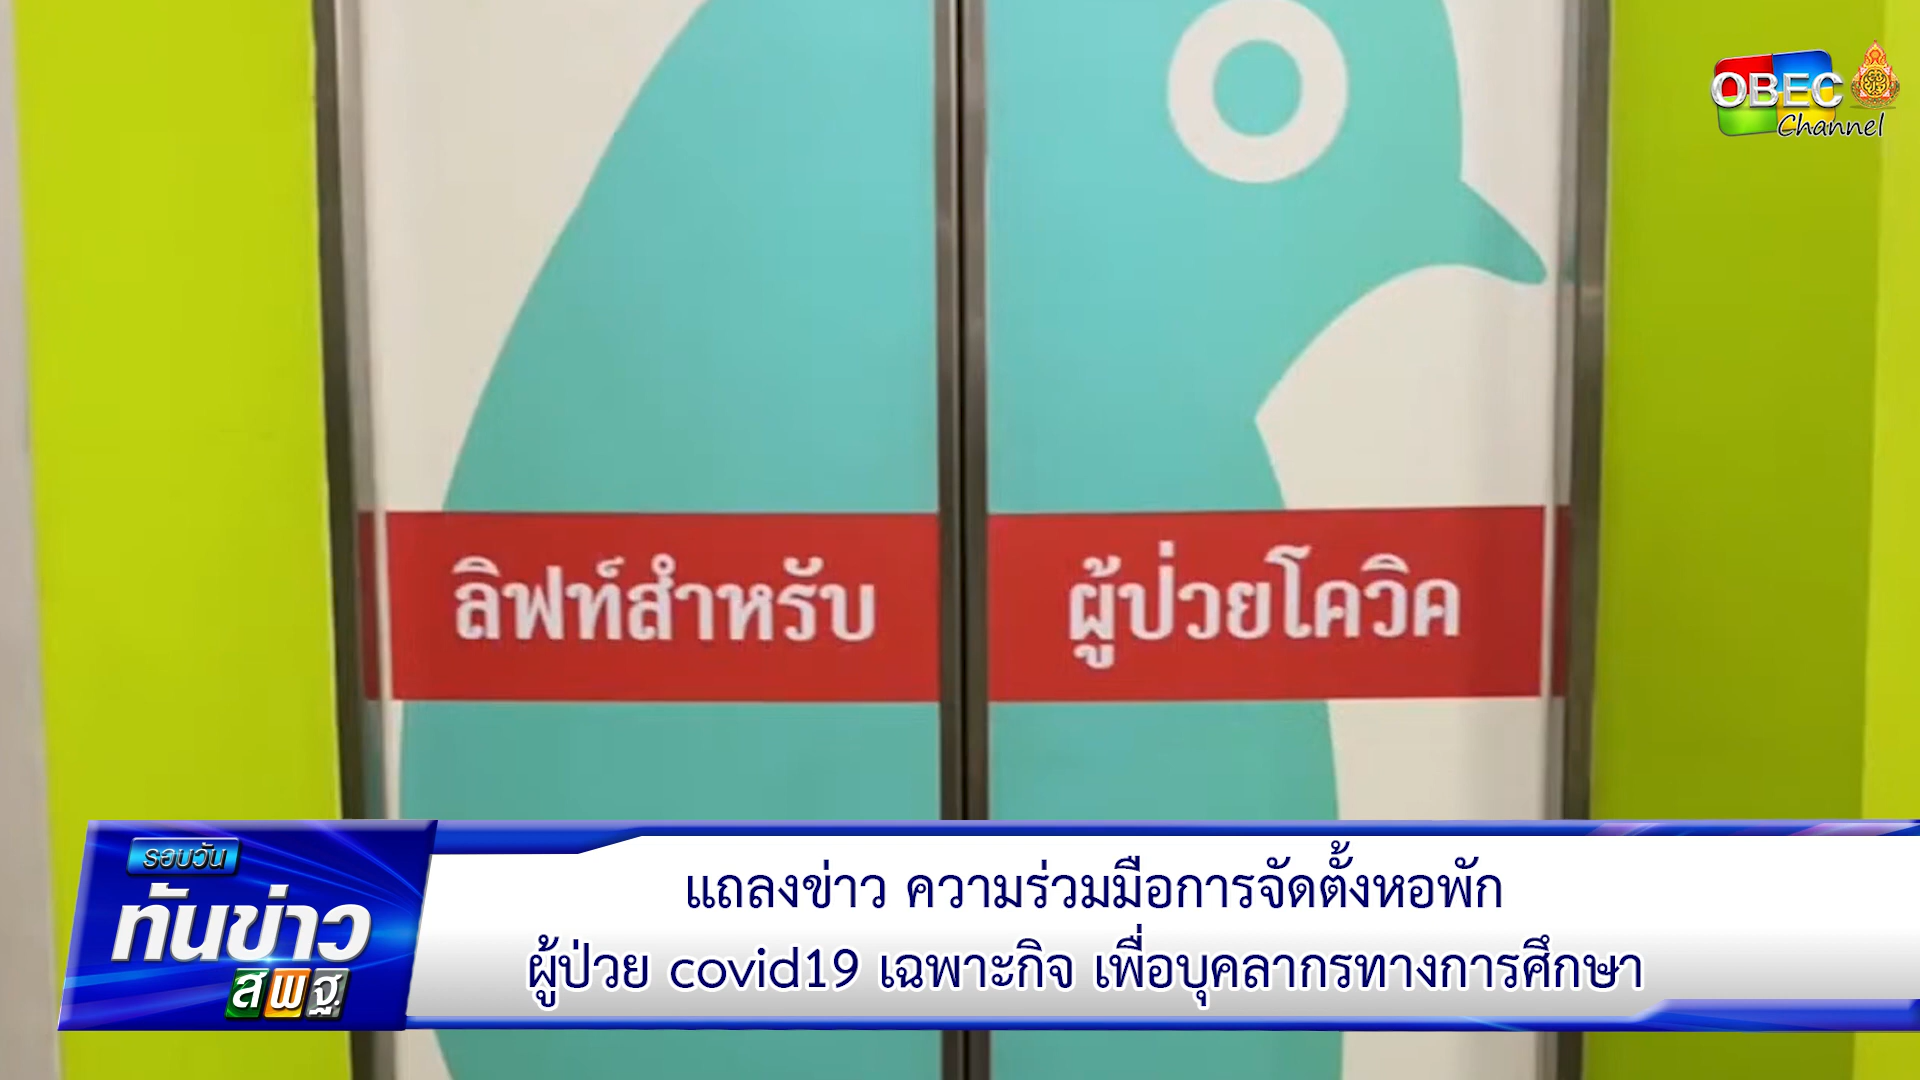 OBEC
Channel
ลิฟท์สำหรับ ผู้ป่วยโควิค
รอบวัน
ทันข่าว
สพฐ.
แถลงข่าว ความร่วมมือการจัดตั้งหอพัก
ผู้ป่วย covid19 เฉพาะกิจ เพื่อบุคลากรทางการศึกษา